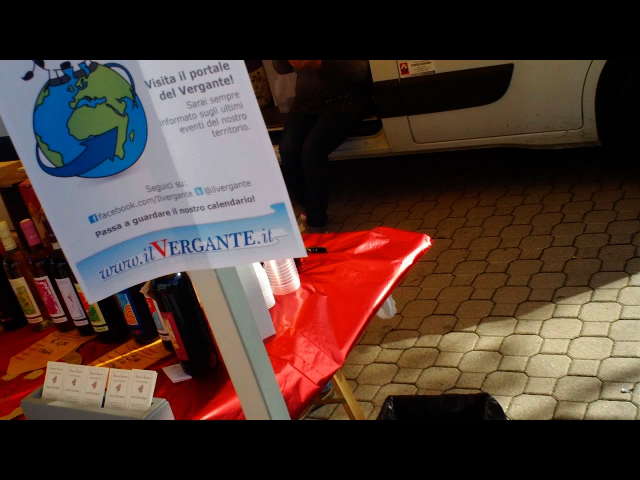 Visita il portale
del Vergante!
Sarai sempre
informato sugli ultimi
eventi del nostro
territorio.
Seguici su:
facebook.com/ilvergante @ilvergante
Passa a guardare il nostro calendario!
www.ilVERGANTE.it